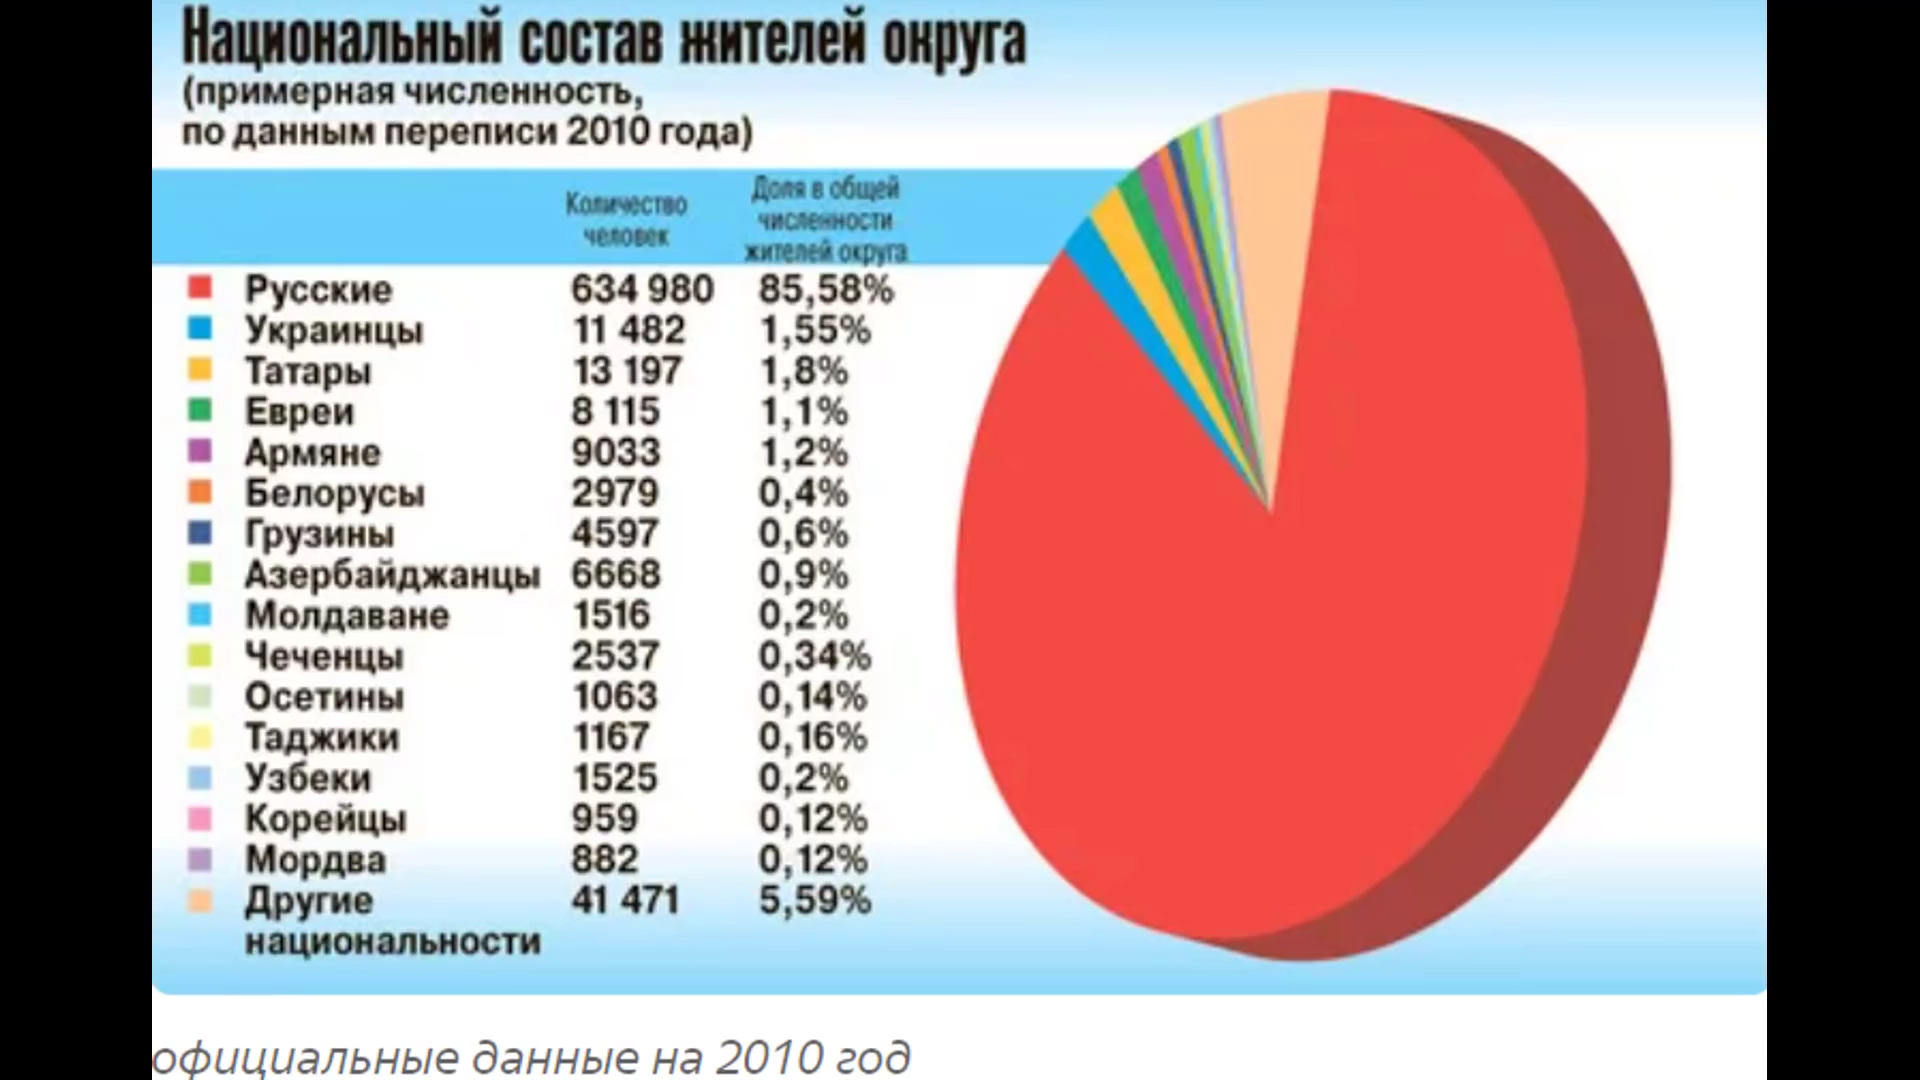 Национальный состав жителей округа
(примерная численность,
по данным переписи 2010 года)
Количество человек Доля в общей численности жителей округа
Русские 634 980 85,58%
Украинцы 11 482 1,55%
Татары 13 197 1,8%
Евреи 8 115 1,1%
Армяне 9033 1,2%
Белорусы 2979 0,4%
Грузины 4597 0,6%
Азербайджанцы 6668 0,9%
Молдаване 1516 0,2%
Чеченцы 2537 0,34%
Осетины 1063 0,14%
Таджики 1167 0,16%
Узбеки 1525 0,2%
Корейцы 959 0,12%
Мордва 882 0,12%
Другие 41 471 5,59%
национальности
официальные данные на 2010 год